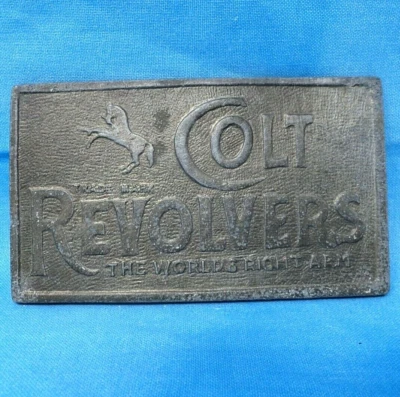 COLT
TRADE MARK
REVOLVERS
THE WORLD'S RIGHT ARM